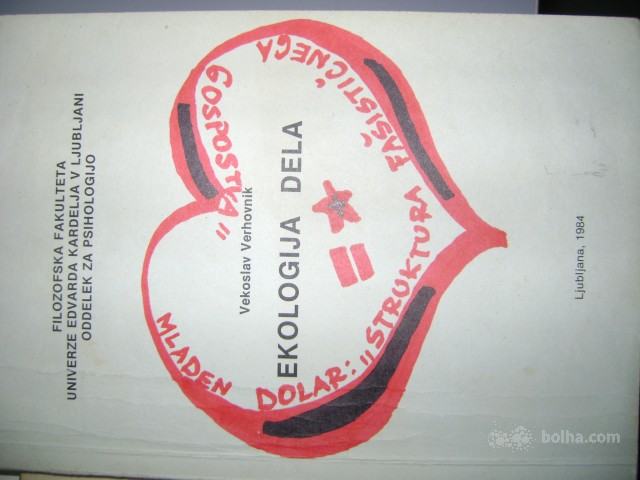 FILOZOFSKA FAKULTETA
UNIVERZE EDVARDA KARDELJA V LJUBLJANI
ODDELEK ZA PSIHOLOGIJO
Vekoslav Verhovnik
EKOLOGIJA DELA
MLADEN DOLAR: „STRUKTURA FAŠISTIČNEGA GOSPOSTVA"
=
Ljubljana, 1984
bolha.com